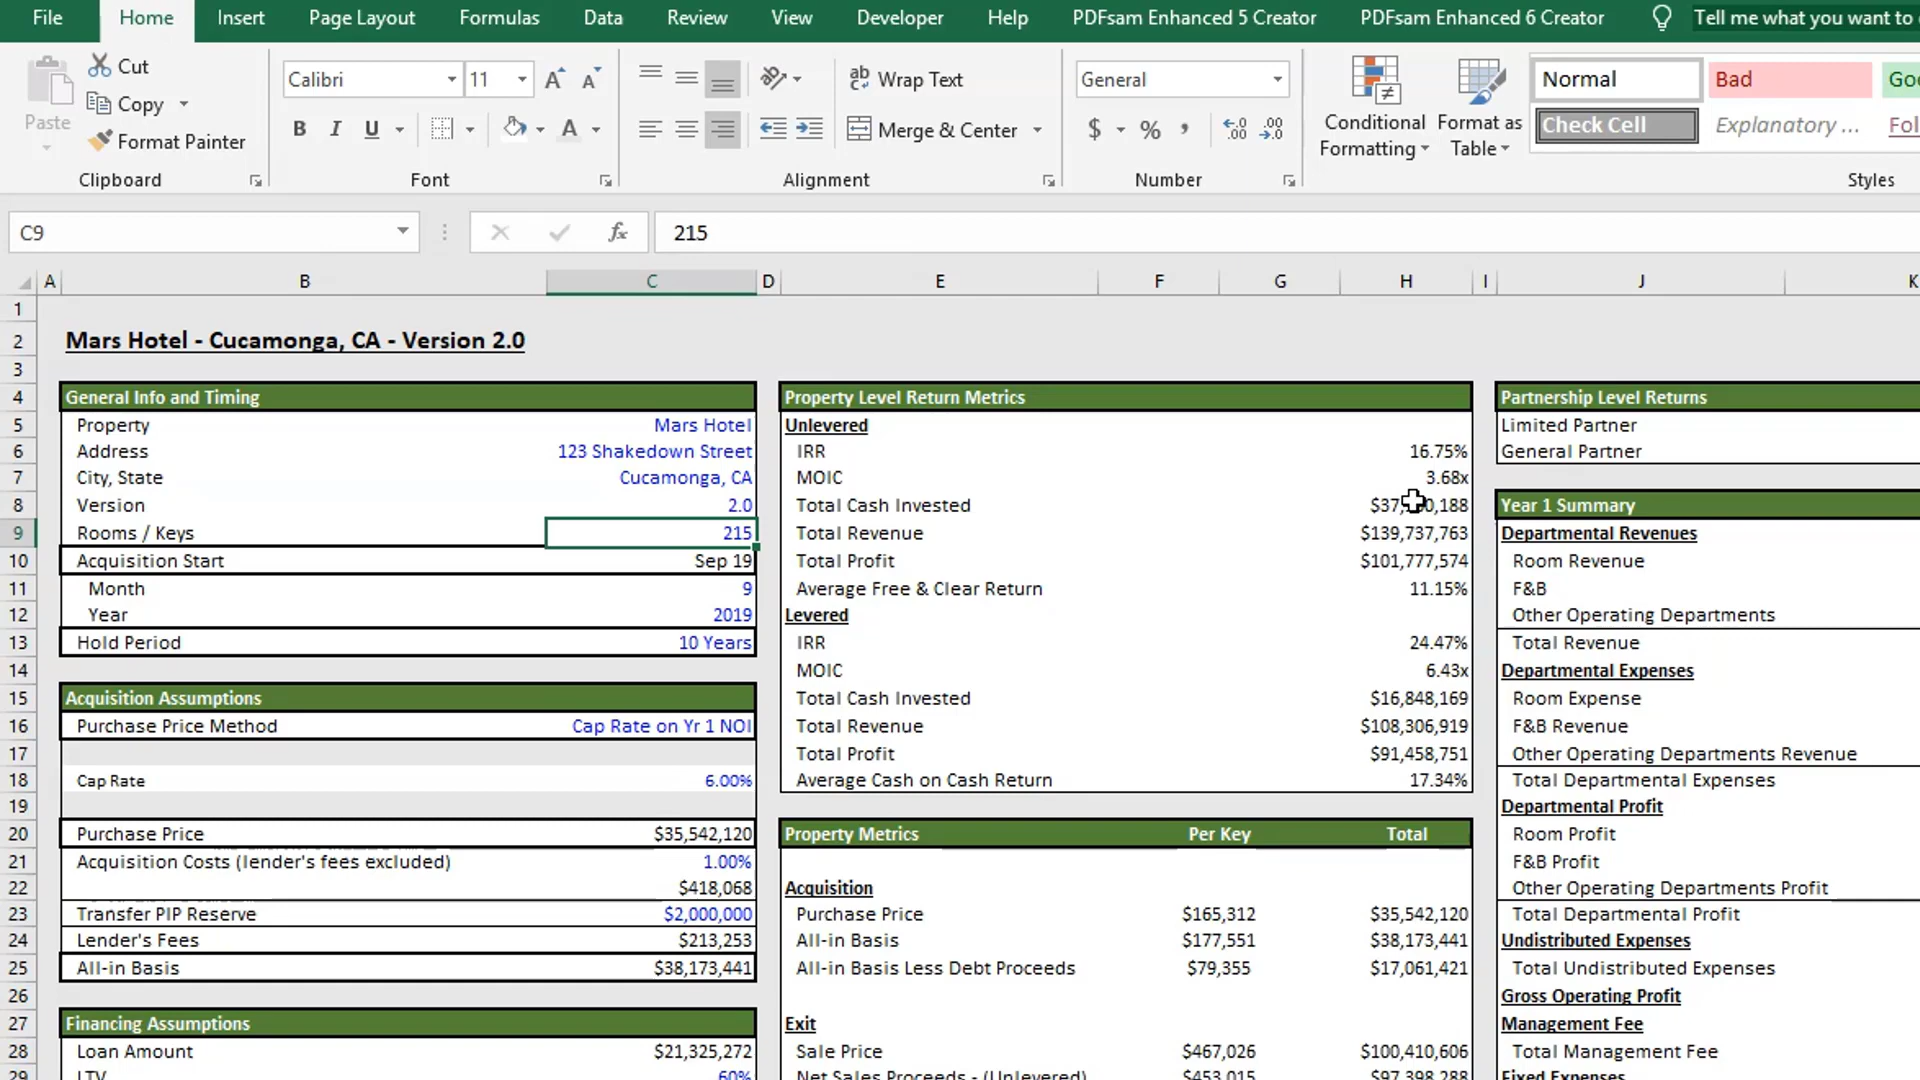 File Home Insert Page Layout Formulas Data Review View Developer Help PDFsam Enhanced 5 Creator PDFsam Enhanced 6 Creator Tell me what you want to
Paste
Cut
Copy
Format Painter
Clipboard
Calibri 11 A A
B I U A
Font
ab Wrap Text
Merge & Center
Alignment
General
$ % ,
Number
Conditional Formatting
Format as Table
Normal Bad
Check Cell Explanatory ...
Styles
C9 fx 215
A B C D E F G H I J K
1
2 Mars Hotel - Cucamonga, CA - Version 2.0
3
4 General Info and Timing Property Level Return Metrics Partnership Level Returns
5 Property Mars Hotel Unlevered Limited Partner
6 Address 123 Shakedown Street IRR 16.75% General Partner
7 City, State Cucamonga, CA MOIC 3.68x
8 Version 2.0 Total Cash Invested Year 1 Summary
9 Rooms / Keys 215 Total Revenue $139,737,763 Departmental Revenues
10 Acquisition Start Sep 19 Total Profit $101,777,574 Room Revenue
11 Month 9 Average Free & Clear Return 11.15% F&B
12 Year 2019 Levered Other Operating Departments
13 Hold Period 10 Years IRR 24.47% Total Revenue
14 MOIC 6.43x Departmental Expenses
15 Acquisition Assumptions Total Cash Invested $16,848,169 Room Expense
16 Purchase Price Method Cap Rate on Yr 1 NOI Total Revenue $108,306,919 F&B Revenue
17 Total Profit $91,458,751 Other Operating Departments Revenue
18 Cap Rate 6.00% Average Cash on Cash Return 17.34% Total Departmental Expenses
19 Departmental Profit
20 Purchase Price $35,542,120 Property Metrics Per Key Total Room Profit
21 Acquisition Costs (lender's fees excluded) 1.00% F&B Profit
22 $418,068 Acquisition Other Operating Departments Profit
23 Transfer PIP Reserve $2,000,000 Purchase Price $165,312 $35,542,120 Total Departmental Profit
24 Lender's Fees $213,253 All-in Basis $177,551 $38,173,441 Undistributed Expenses
25 All-in Basis $38,173,441 All-in Basis Less Debt Proceeds $79,355 $17,061,421 Total Undistributed Expenses
26 Gross Operating Profit
27 Financing Assumptions Exit Management Fee
28 Loan Amount $21,325,272 Sale Price $467,026 $100,410,606 Total Management Fee
29 LTV 60% Net Sales Proceeds - (Unlevered) $453,015 $97,398,288 Fixed Expenses